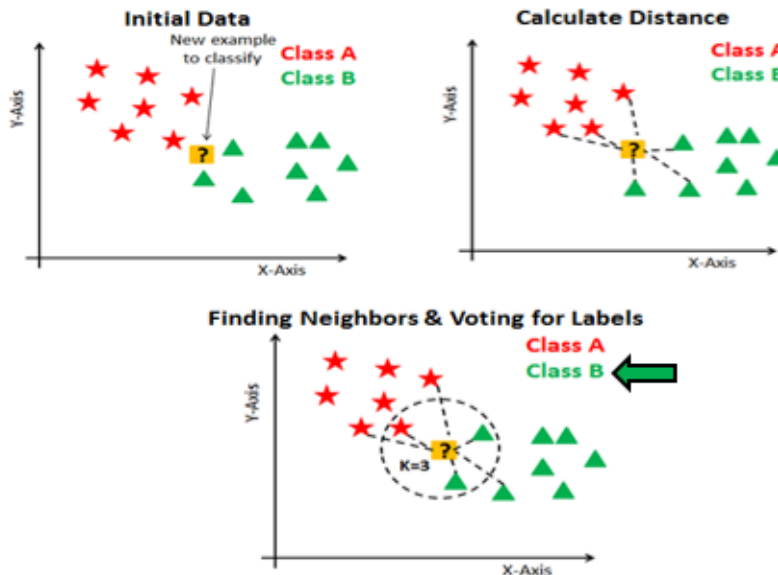 Initial Data
New example
to classify
Class A
Class B
Y-Axis
?
X-Axis
Calculate Distance
Class A
Class B
Y-Axis
?
X-Axis
Finding Neighbors & Voting for Labels
Class A
Class B
Y-Axis
?
K=3
X-Axis